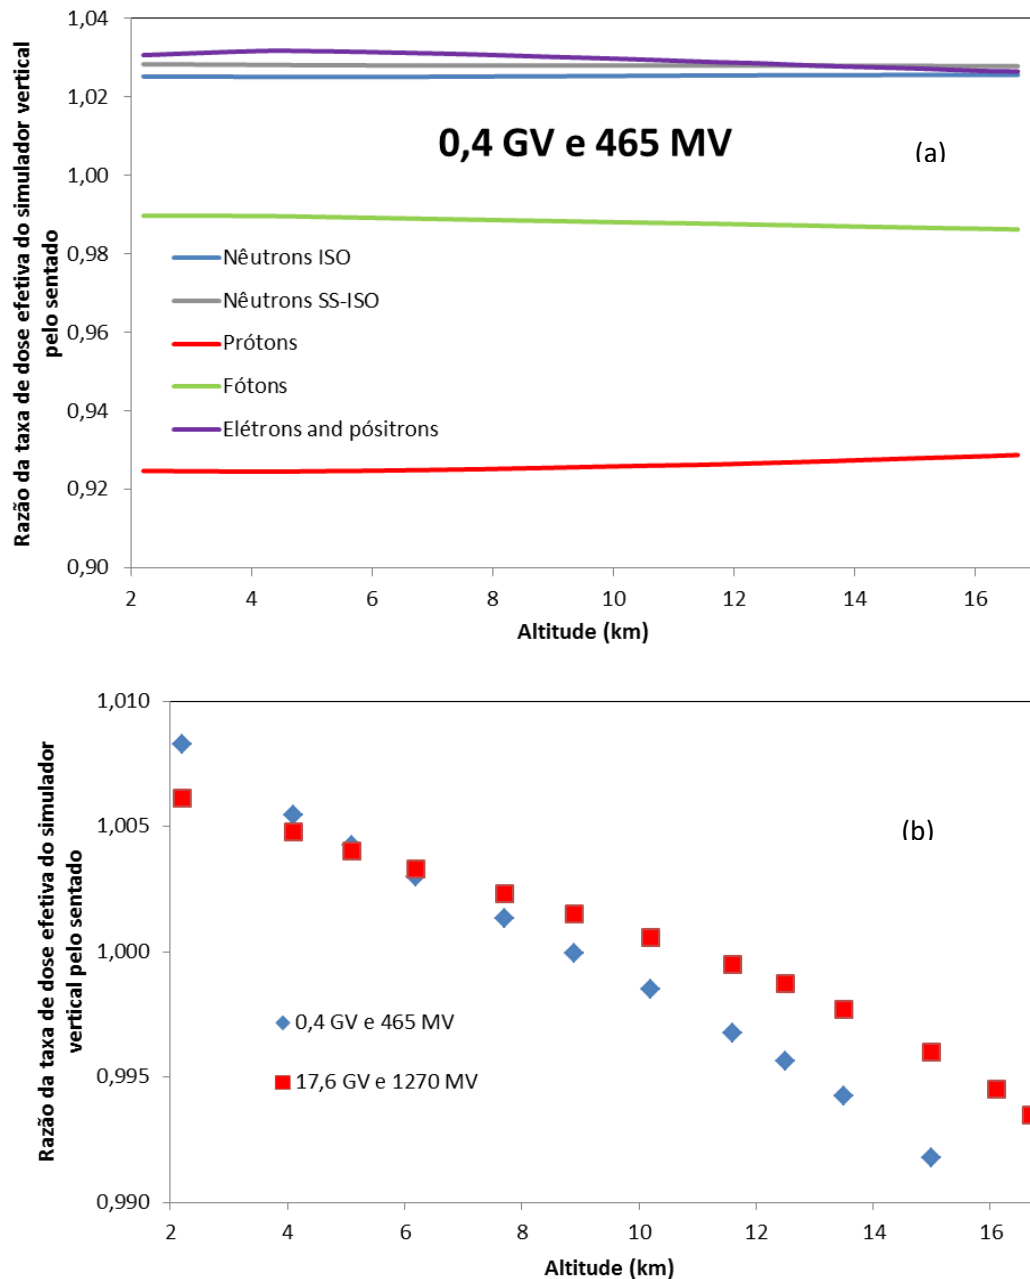 Razão da taxa de dose efetiva do simulador vertical
pelo sentado
1,04
1,02
1,00
0,98
0,96
0,94
0,92
0,90
0,4 GV e 465 MV
(a)
Nêutrons ISO
Nêutrons SS-ISO
Prótons
Fótons
Elétrons and pósitrons
2 4 6 8 10 12 14 16
Altitude (km)
Razão da taxa de dose efetiva do simulador
vertical pelo sentado
1,010
1,005
1,000
0,995
0,990
(b)
0,4 GV e 465 MV
17,6 GV e 1270 MV
2 4 6 8 10 12 14 16
Altitude (km)